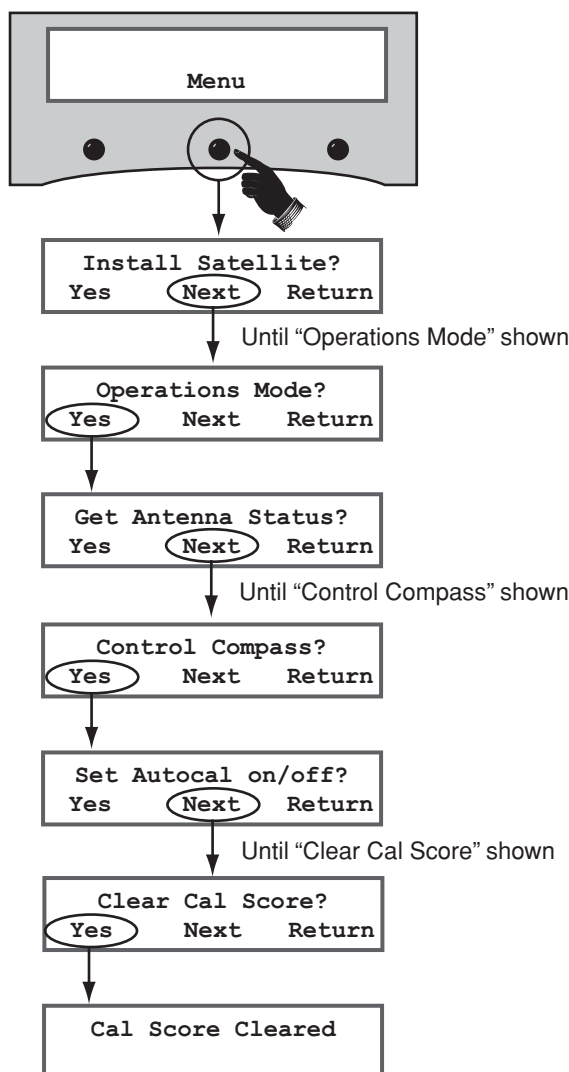 Menu
Install Satellite?
Yes Next Return
Until “Operations Mode” shown
Operations Mode?
Yes Next Return
Get Antenna Status?
Yes Next Return
Until “Control Compass” shown
Control Compass?
Yes Next Return
Set Autocal on/off?
Yes Next Return
Until “Clear Cal Score” shown
Clear Cal Score?
Yes Next Return
Cal Score Cleared